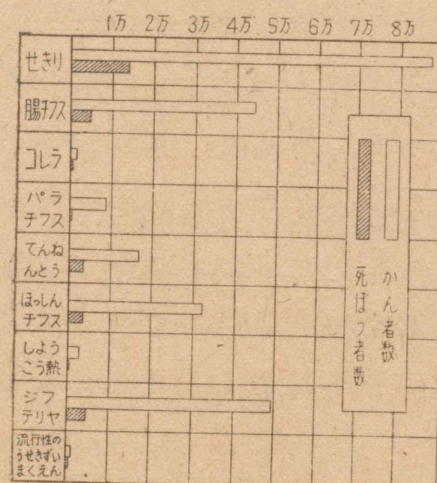 1万 2万 3万 4万 5万 6万 7万 8万
せきり
腸チフス
コレラ
パラ
チフス
てんね
んとう
ほっしん
チフス
しょう
こう熱
ジフ
テリヤ
流行性の
うせきずい
まくえん
かん者数
死ぼつ者数